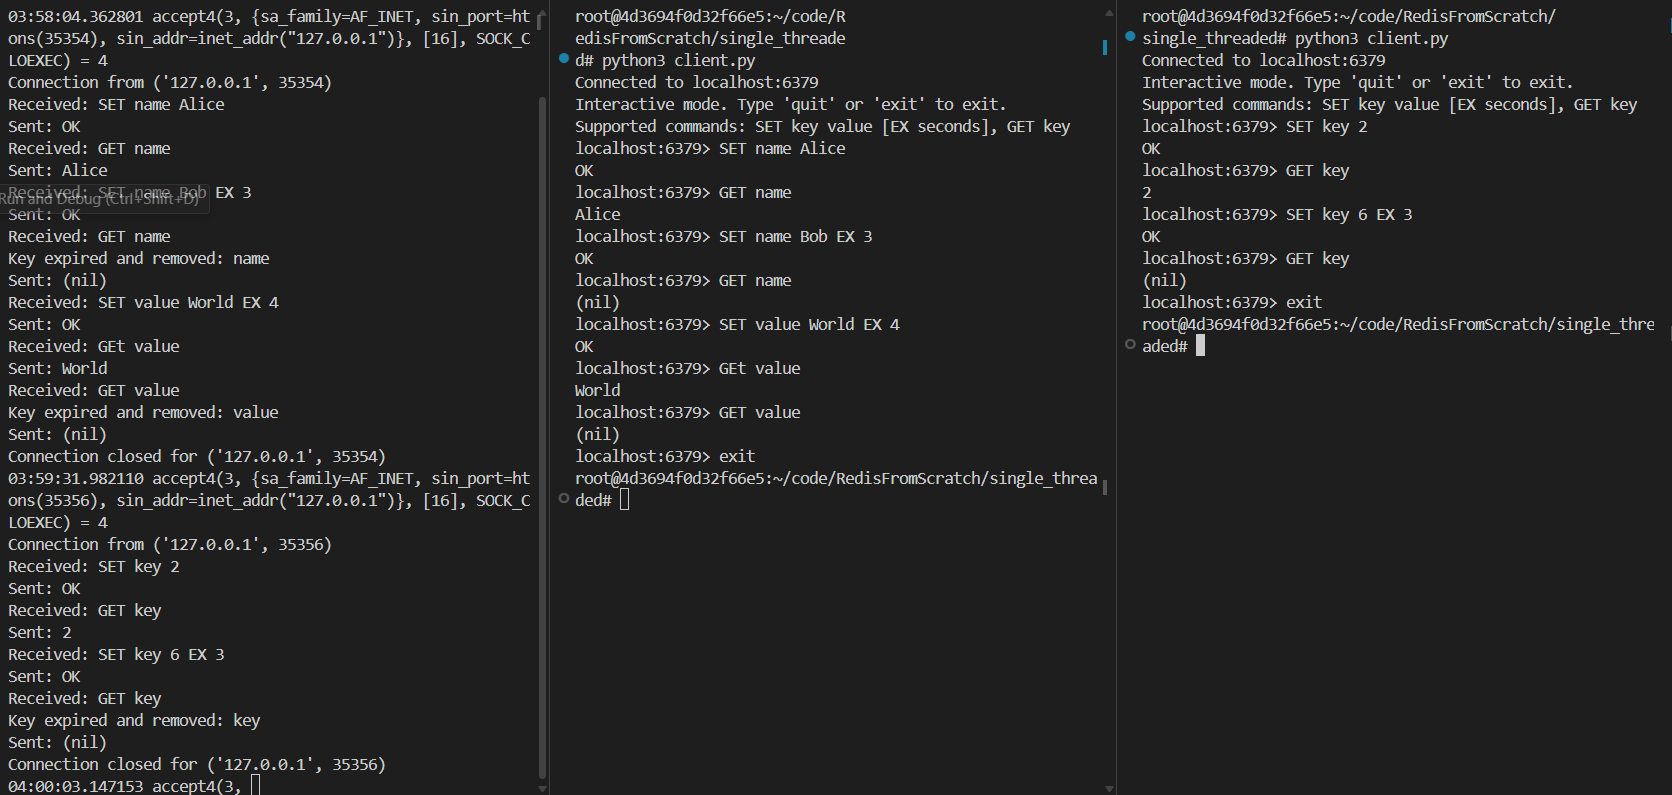 03:58:04.362801 accept4(3, {sa_family=AF_INET, sin_port=ht
ons(35354), sin_addr=inet_addr("127.0.0.1")}, [16], SOCK_C
LOEXEC) = 4
Connection from ('127.0.0.1', 35354)
Received: SET name Alice
Sent: OK
Received: GET name
Sent: Alice
Received: SET name Bob EX 3
Run and Debug (Ctrl+Shift+D)
Sent: OK
Received: GET name
Key expired and removed: name
Sent: (nil)
Received: SET value World EX 4
Sent: OK
Received: GEt value
Sent: World
Received: GET value
Key expired and removed: value
Sent: (nil)
Connection closed for ('127.0.0.1', 35354)
03:59:31.982110 accept4(3, {sa_family=AF_INET, sin_port=ht
ons(35356), sin_addr=inet_addr("127.0.0.1")}, [16], SOCK_C
LOEXEC) = 4
Connection from ('127.0.0.1', 35356)
Received: SET key 2
Sent: OK
Received: GET key
Sent: 2
Received: SET key 6 EX 3
Sent: OK
Received: GET key
Key expired and removed: key
Sent: (nil)
Connection closed for ('127.0.0.1', 35356)
04:00:03.147153 accept4(3,
root@4d3694f0d32f66e5:~/code/R
edisFromScratch/single_threade
d# python3 client.py
Connected to localhost:6379
Interactive mode. Type 'quit' or 'exit' to exit.
Supported commands: SET key value [EX seconds], GET key
localhost:6379> SET name Alice
OK
localhost:6379> GET name
Alice
localhost:6379> SET name Bob EX 3
OK
localhost:6379> GET name
(nil)
localhost:6379> SET value World EX 4
OK
localhost:6379> GEt value
World
localhost:6379> GET value
(nil)
localhost:6379> exit
root@4d3694f0d32f66e5:~/code/RedisFromScratch/single_threa
ded#
root@4d3694f0d32f66e5:~/code/RedisFromScratch/
single_threaded# python3 client.py
Connected to localhost:6379
Interactive mode. Type 'quit' or 'exit' to exit.
Supported commands: SET key value [EX seconds], GET key
localhost:6379> SET key 2
OK
localhost:6379> GET key
2
localhost:6379> SET key 6 EX 3
OK
localhost:6379> GET key
(nil)
localhost:6379> exit
root@4d3694f0d32f66e5:~/code/RedisFromScratch/single_thre
aded#